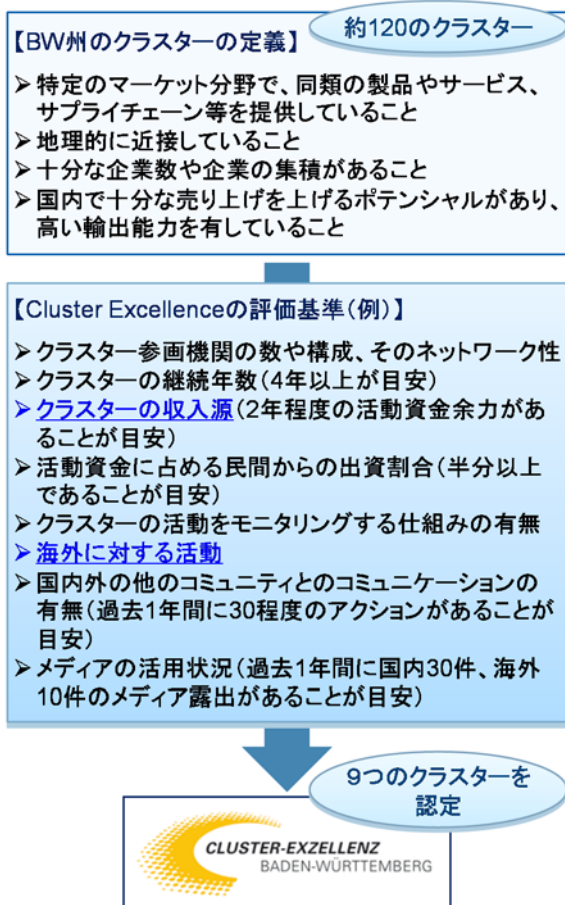 約120のクラスター
【BW州のクラスターの定義】
➢特定のマーケット分野で、同類の製品やサービス、
サプライチェーン等を提供していること
➢地理的に近接していること
➢十分な企業数や企業の集積があること
➢国内で十分な売り上げを上げるポテンシャルがあり、
高い輸出能力を有していること
【Cluster Excellenceの評価基準(例)】
➢クラスター参画機関の数や構成、そのネットワーク性
➢クラスターの継続年数(4年以上が目安)
➢クラスターの収入源(2年程度の活動資金余力があ
ることが目安)
➢活動資金に占める民間からの出資割合(半分以上
であることが目安)
➢クラスターの活動をモニタリングする仕組みの有無
➢海外に対する活動
➢国内外の他のコミュニティとのコミュニケーションの
有無(過去1年間に30程度のアクションがあることが
目安)
➢メディアの活用状況(過去1年間に国内30件、海外
10件のメディア露出があることが目安)
9つのクラスターを
認定
CLUSTER-EXZELLENZ
BADEN-WÜRTTEMBERG